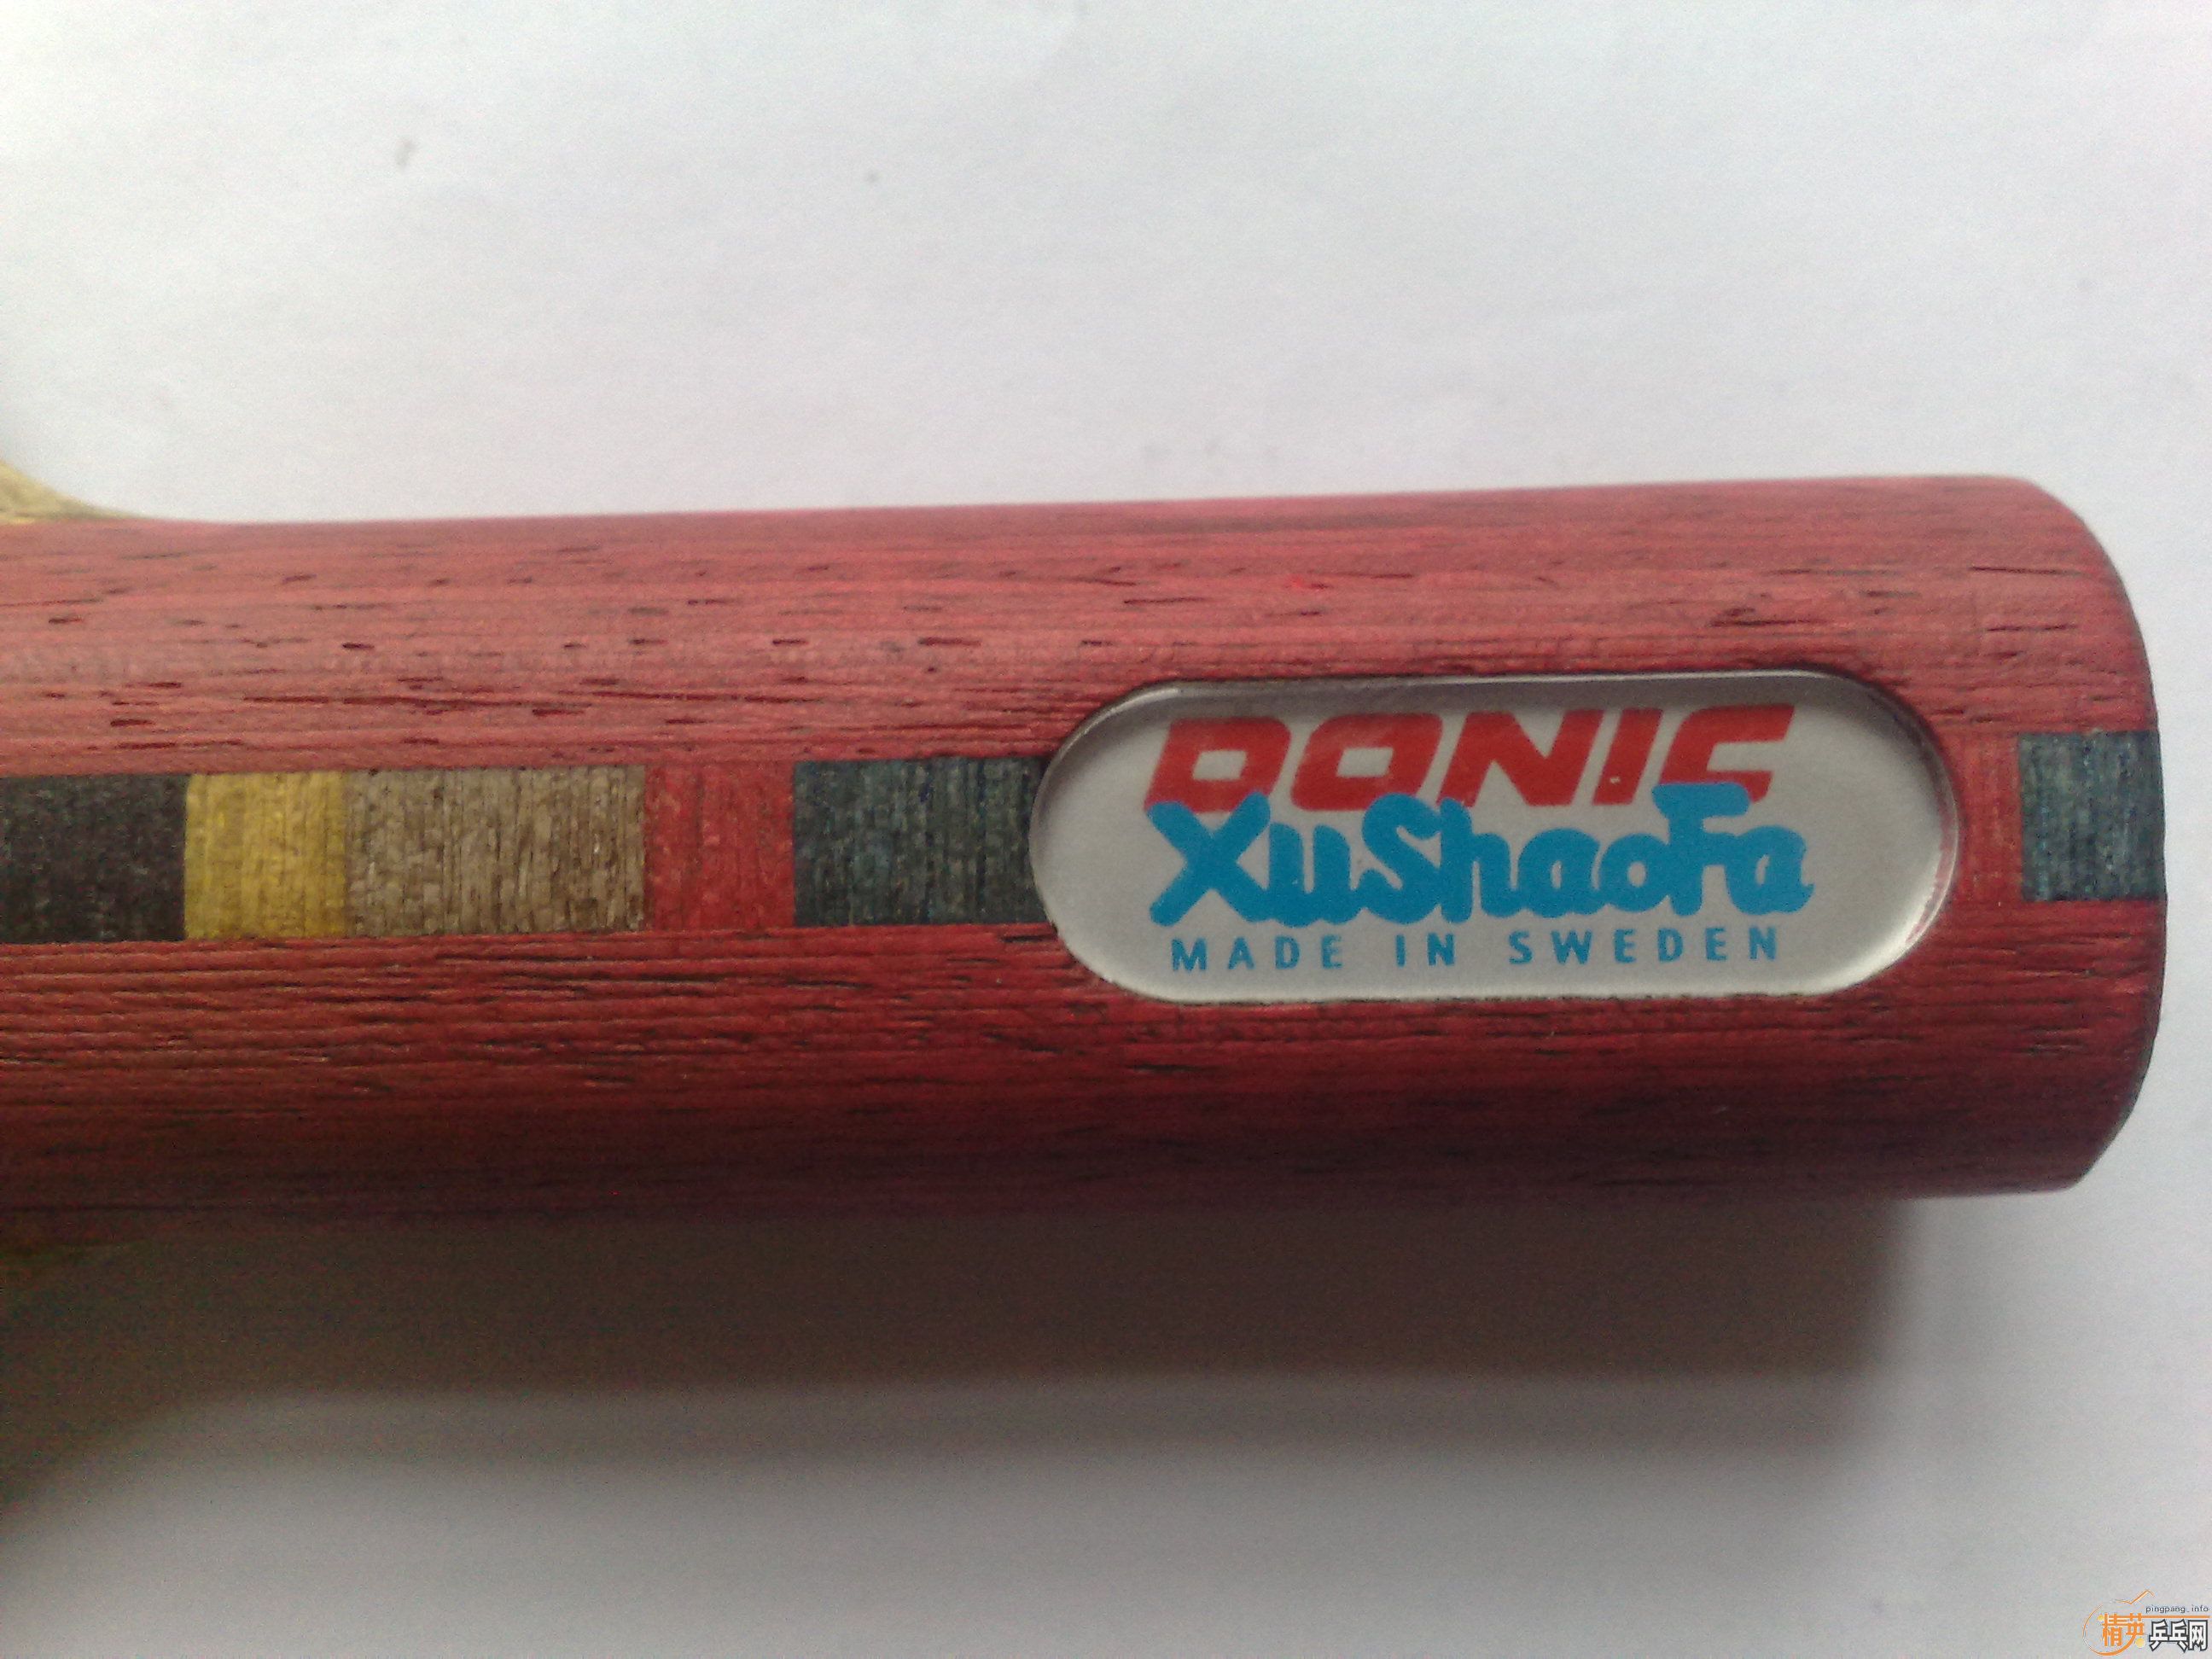 DONIC
XuShaoFa
MADE IN SWEDEN
pingpang.info
精英乒乓网